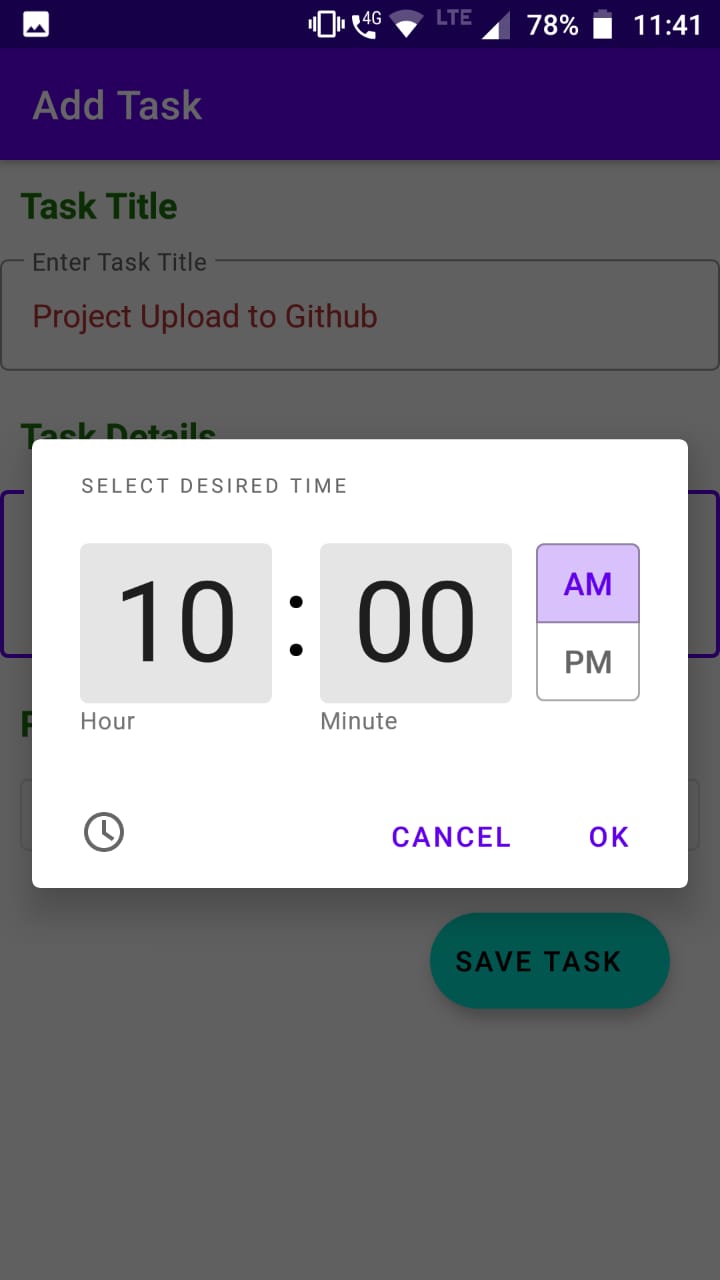 4G LTE 78% 11:41
Add Task
Task Title
Enter Task Title
Project Upload to Github
Task Details
SELECT DESIRED TIME
10 : 00 AM
PM
Hour Minute
CANCEL OK
SAVE TASK